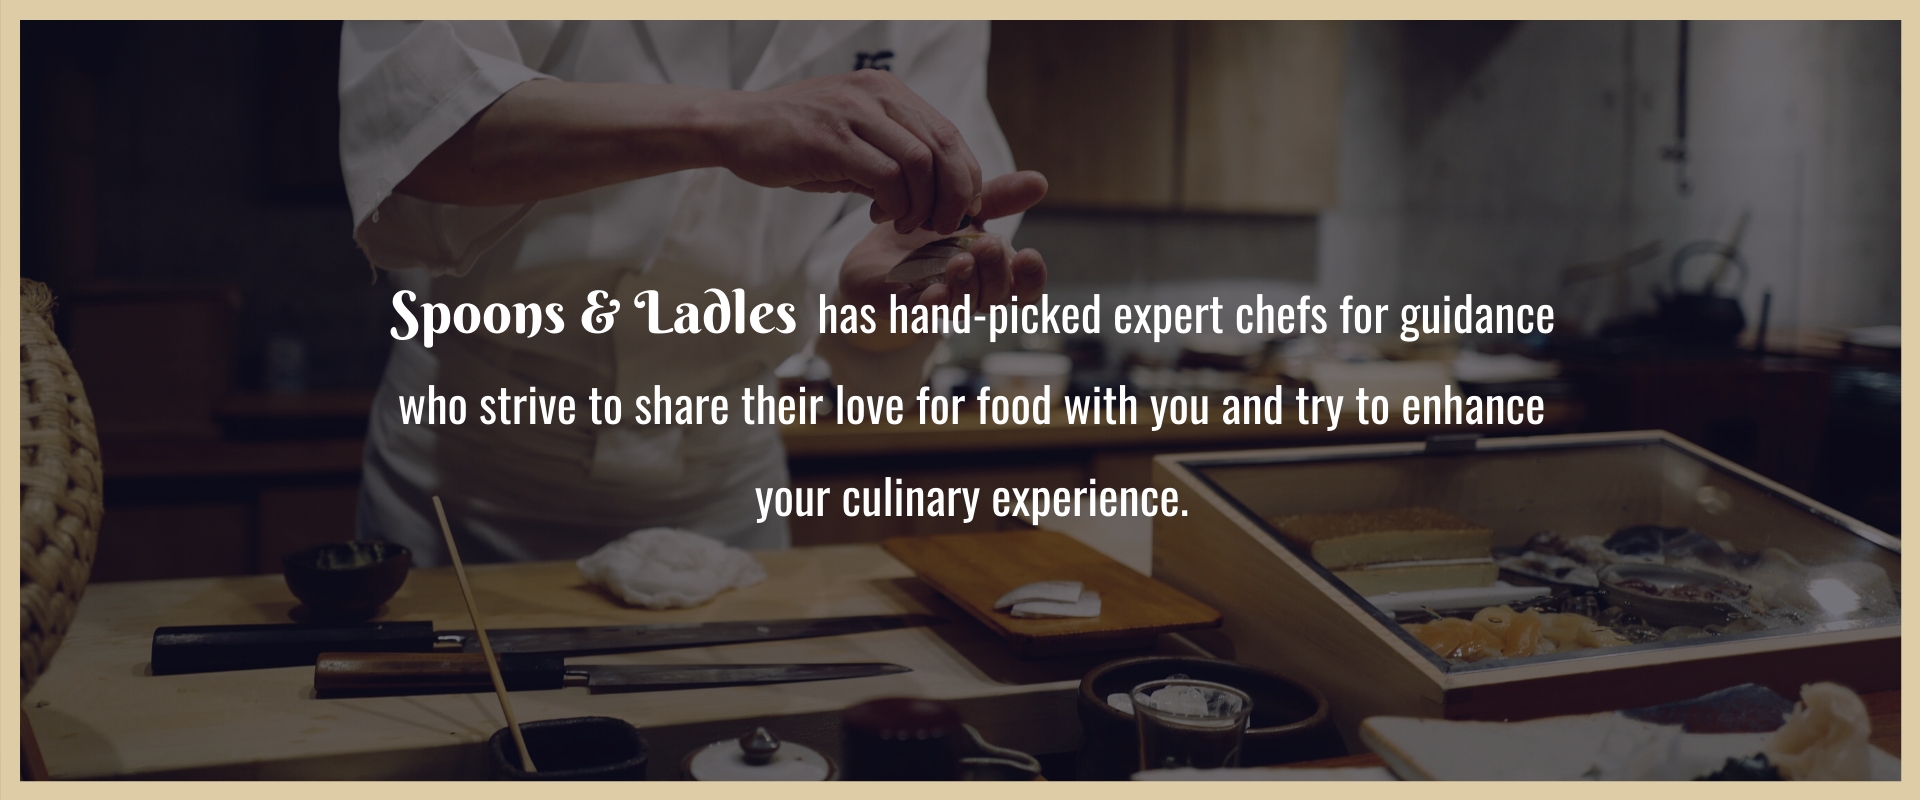 Spoons & Ladles has hand-picked expert chefs for guidance
who strive to share their love for food with you and try to enhance
your culinary experience.